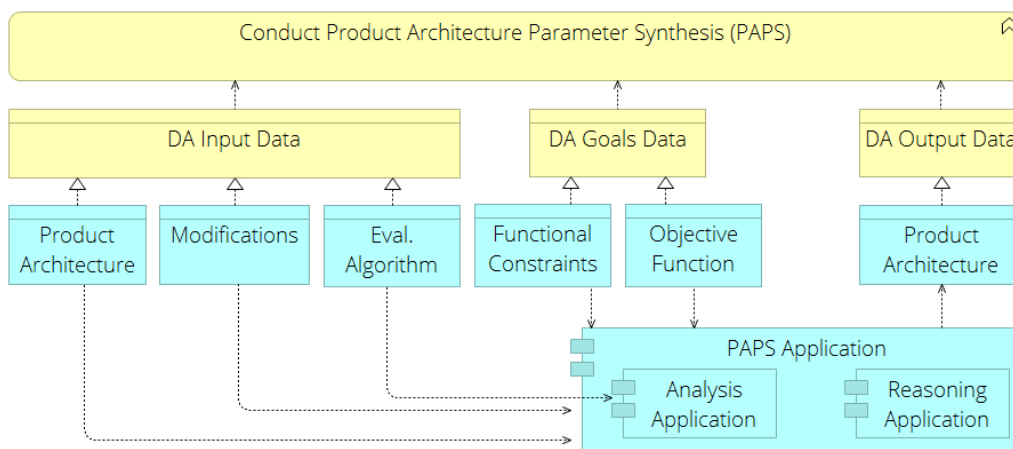 Conduct Product Architecture Parameter Synthesis (PAPS)
DA Input Data
DA Goals Data
DA Output Data
Product
Architecture
Modifications
Eval.
Algorithm
Functional
Constraints
Objective
Function
Product
Architecture
PAPS Application
Analysis
Application
Reasoning
Application